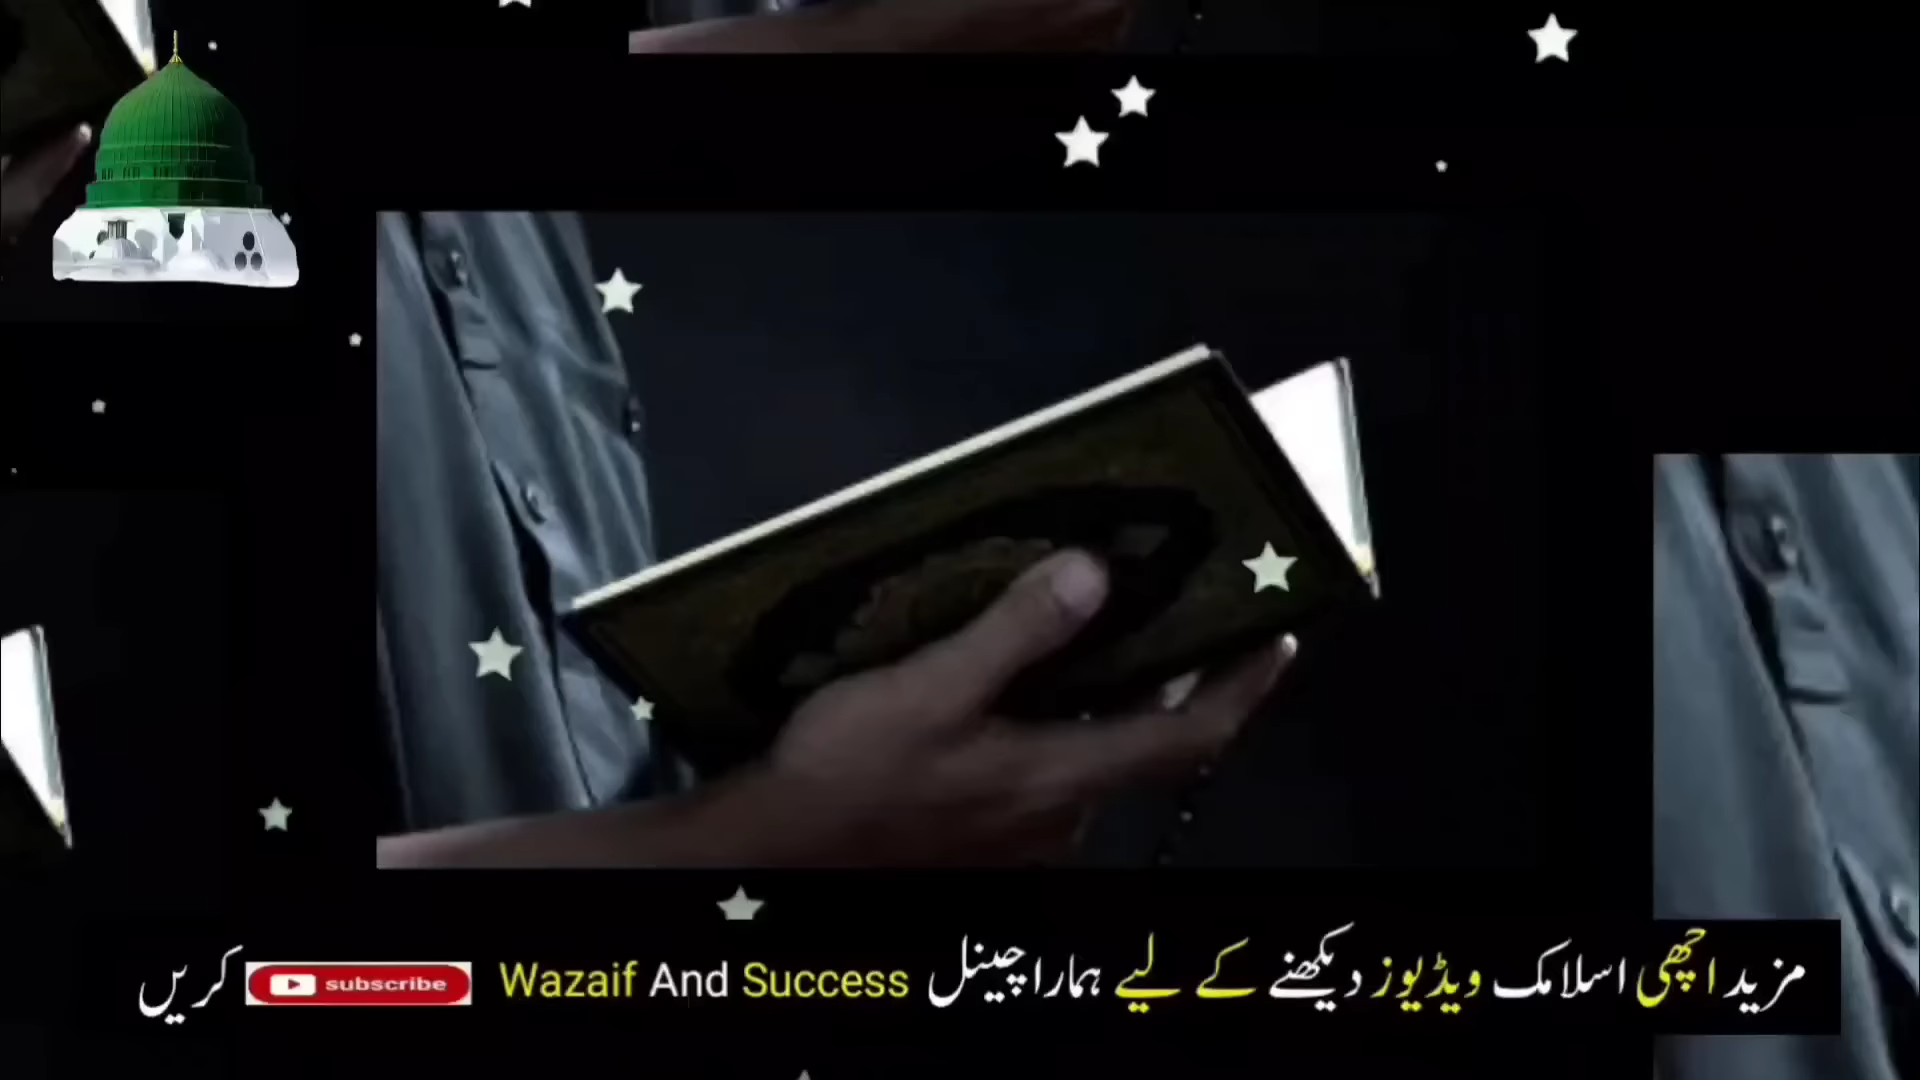 مزید اچھی اسلامک ویڈیوز دیکھنے کے لیے ہمارا چینل Wazaif And Success subscribe کریں